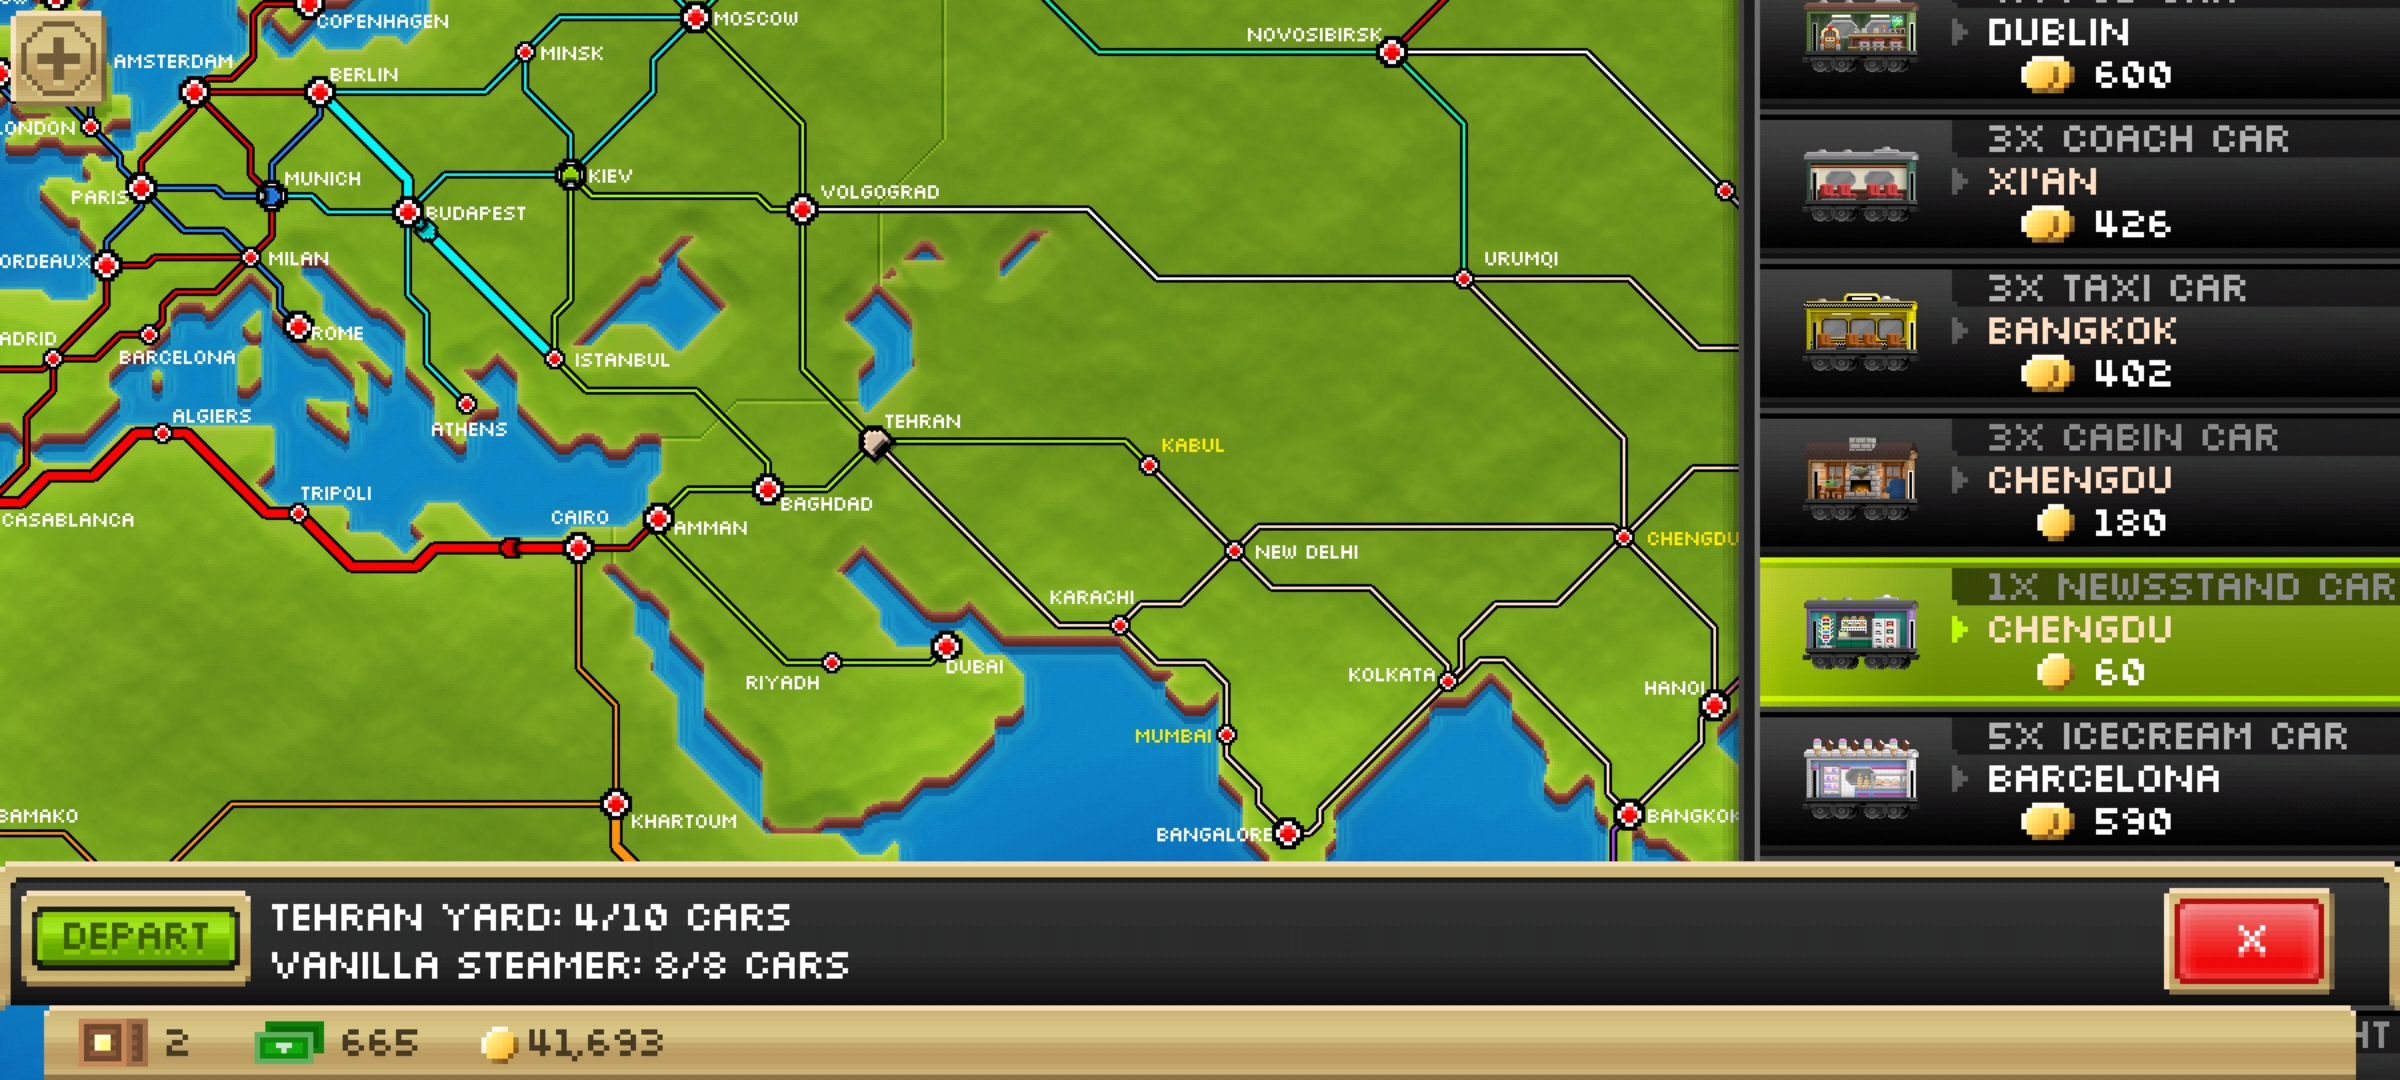 COPENHAGEN
MOSCOW
NOVOSIBIRSK
MINSK
AMSTERDAM
BERLIN
LONDON
MUNICH
KIEV
PARIS
VOLGOGRAD
BUDAPEST
ORDEAUX
MILAN
URUMQI
ADRID
ROME
BARCELONA
ISTANBUL
ALGIERS
ATHENS
TEHRAN
KABUL
TRIPOLI
BAGHDAD
CASABLANCA
CAIRO
AMMAN
NEW DELHI
CHENGDU
KARACHI
DUBAI
RIYADH
KOLKATA
HANOI
MUMBAI
BAMAKO
KHARTOUM
BANGALORE
BANGKOK
DUBLIN
600
3X COACH CAR
XI'AN
426
3X TAXI CAR
BANGKOK
402
3X CABIN CAR
CHENGDU
180
1X NEWSSTAND CAR
CHENGDU
60
5X ICECREAM CAR
BARCELONA
590
DEPART
TEHRAN YARD: 4/10 CARS
VANILLA STEAMER: 8/8 CARS
X
2
665
41,693
HT